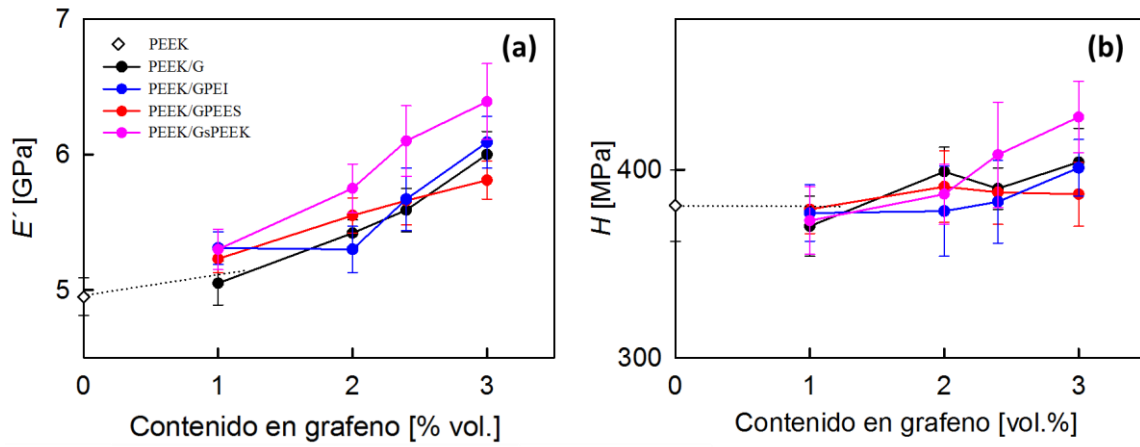 7
6
5
E´ [GPa]
(a)
PEEK
PEEK/G
PEEK/GPEI
PEEK/GPEES
PEEK/GsPEEK
0 1 2 3
Contenido en grafeno [% vol.]
400
300
H [MPa]
(b)
0 1 2 3
Contenido en grafeno [vol.%]